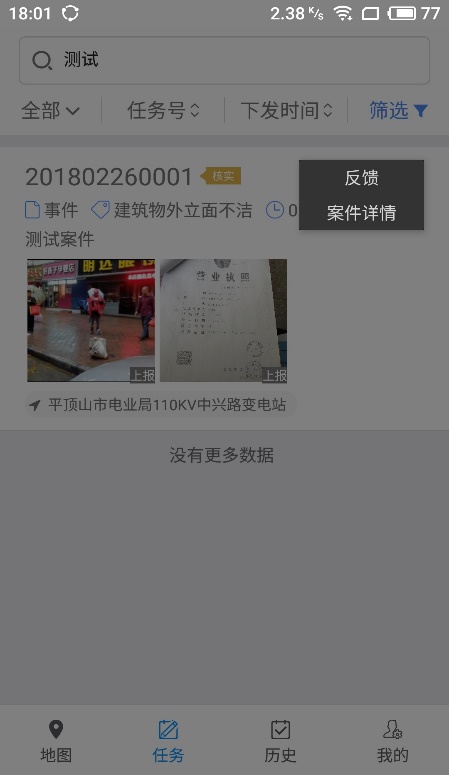 18:01 2.38 K/s 77
测试
全部 任务号 下发时间 筛选
201802260001 核实
反馈
事件 建筑物外立面不洁 0
案件详情
测试案件
营业执照
上报 上报
平顶山市电业局110KV中兴路变电站
没有更多数据
地图 任务 历史 我的